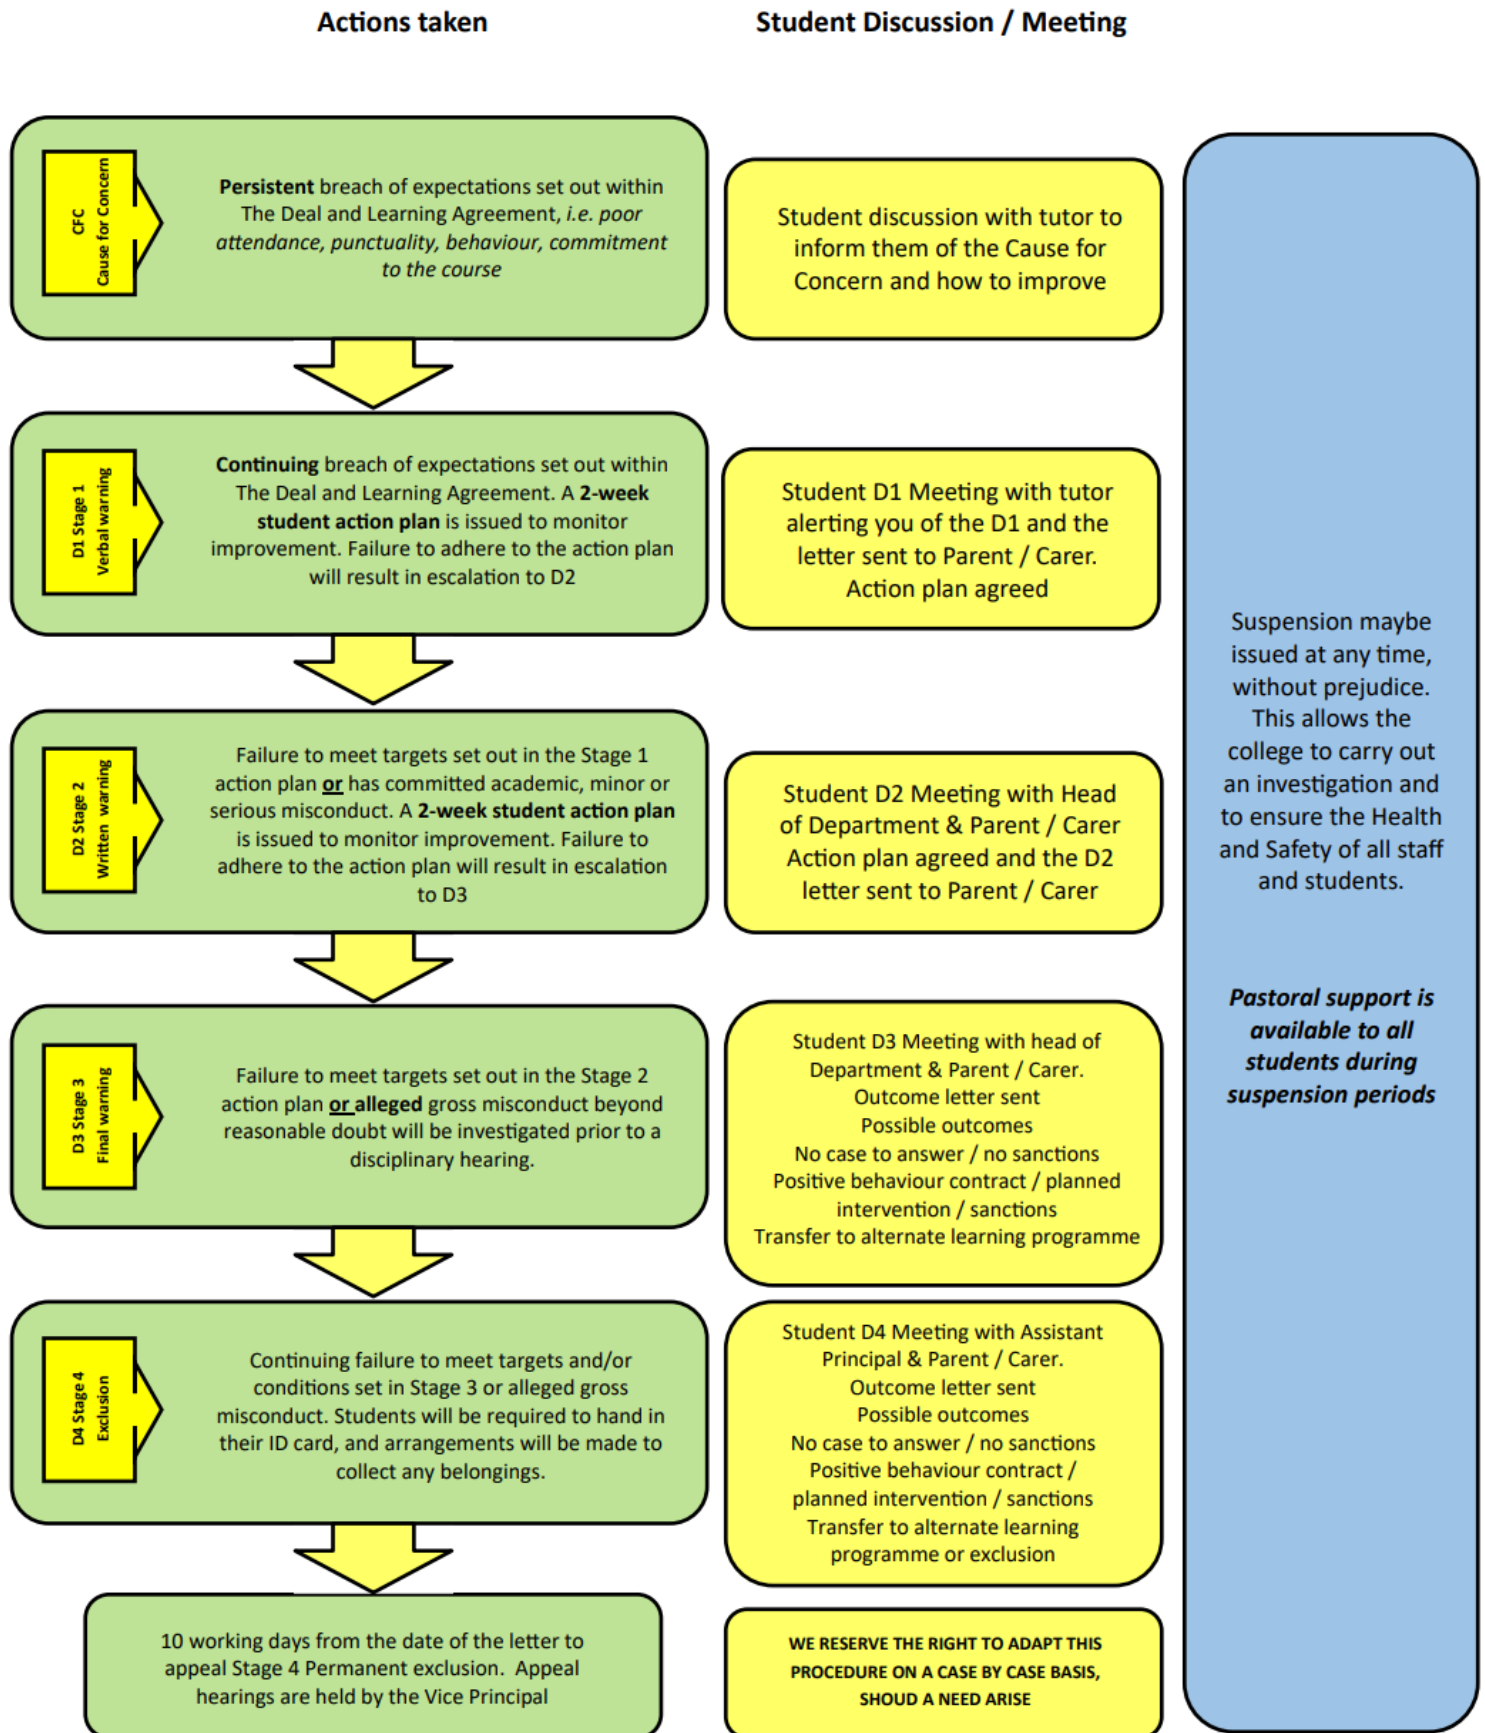 Actions taken
Student Discussion / Meeting
CFC
Cause for Concern
Persistent breach of expectations set out within
The Deal and Learning Agreement, i.e. poor
attendance, punctuality, behaviour, commitment
to the course
Student discussion with tutor to
inform them of the Cause for
Concern and how to improve
D1 Stage 1
Verbal warning
Continuing breach of expectations set out within
The Deal and Learning Agreement. A 2-week
student action plan is issued to monitor
improvement. Failure to adhere to the action plan
will result in escalation to D2
Student D1 Meeting with tutor
alerting you of the D1 and the
letter sent to Parent / Carer.
Action plan agreed
D2 Stage 2
Written warning
Failure to meet targets set out in the Stage 1
action plan or has committed academic, minor or
serious misconduct. A 2-week student action plan
is issued to monitor improvement. Failure to
adhere to the action plan will result in escalation
to D3
Student D2 Meeting with Head
of Department & Parent / Carer
Action plan agreed and the D2
letter sent to Parent / Carer
D3 Stage 3
Final warning
Failure to meet targets set out in the Stage 2
action plan or alleged gross misconduct beyond
reasonable doubt will be investigated prior to a
disciplinary hearing.
Student D3 Meeting with head of
Department & Parent / Carer.
Outcome letter sent
Possible outcomes
No case to answer / no sanctions
Positive behaviour contract / planned
intervention / sanctions
Transfer to alternate learning programme
D4 Stage 4
Exclusion
Continuing failure to meet targets and/or
conditions set in Stage 3 or alleged gross
misconduct. Students will be required to hand in
their ID card, and arrangements will be made to
collect any belongings.
Student D4 Meeting with Assistant
Principal & Parent / Carer.
Outcome letter sent
Possible outcomes
No case to answer / no sanctions
Positive behaviour contract /
planned intervention / sanctions
Transfer to alternate learning
programme or exclusion
10 working days from the date of the letter to
appeal Stage 4 Permanent exclusion. Appeal
hearings are held by the Vice Principal
WE RESERVE THE RIGHT TO ADAPT THIS
PROCEDURE ON A CASE BY CASE BASIS,
SHOUD A NEED ARISE
Suspension maybe
issued at any time,
without prejudice.
This allows the
college to carry out
an investigation and
to ensure the Health
and Safety of all staff
and students.
Pastoral support is
available to all
students during
suspension periods